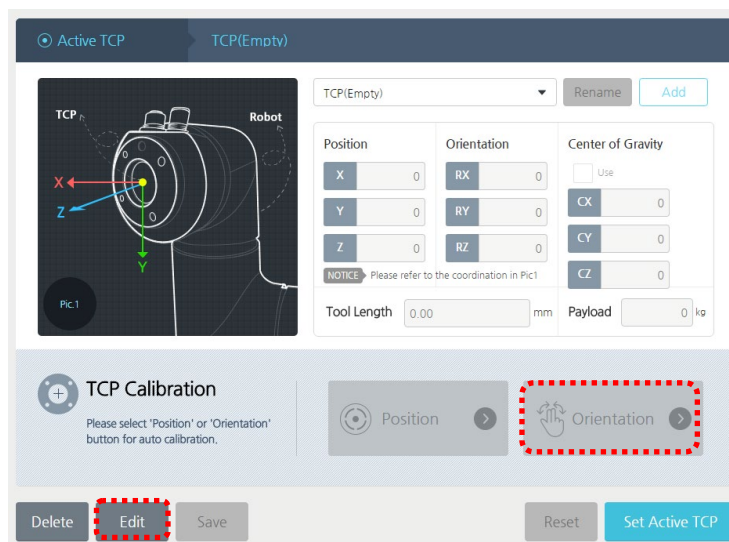 Active TCP TCP(Empty)
TCP(Empty) Rename Add
TCP
Robot
X
Z
Y
Pic.1
Position Orientation Center of Gravity
Use
X 0 RX 0 CX 0
Y 0 RY 0 CY 0
Z 0 RZ 0 CZ 0
NOTICE Please refer to the coordination in Pic1
Tool Length 0.00 mm Payload 0 kg
TCP Calibration
Please select 'Position' or 'Orientation'
button for auto calibration.
Position Orientation
Delete Edit Save Reset Set Active TCP